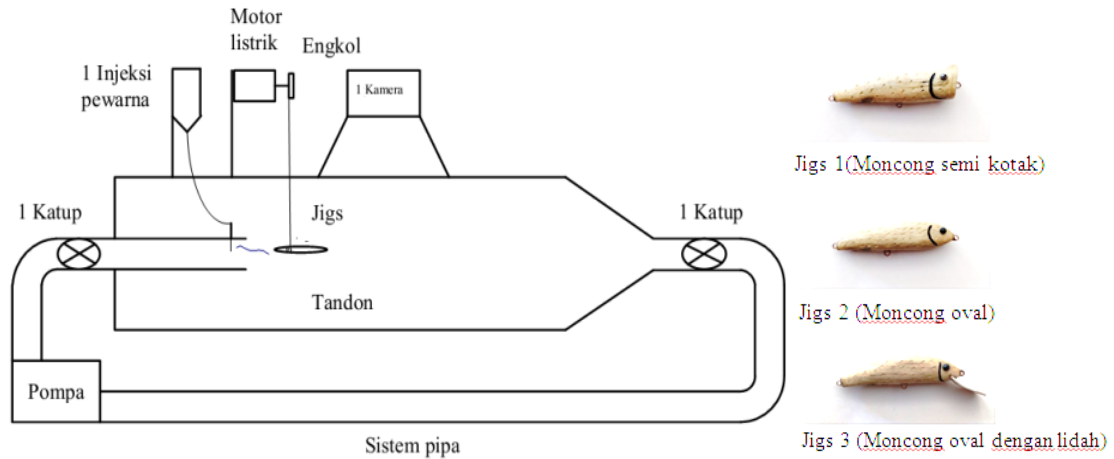 Motor
listrik
Engkol
1 Injeksi
pewarna
1 Kamera
1 Katup
Jigs
1 Katup
Tandon
Pompa
Sistem pipa
Jigs 1(Moncong semi kotak)
Jigs 2 (Moncong oval)
Jigs 3 (Moncong oval dengan lidah)